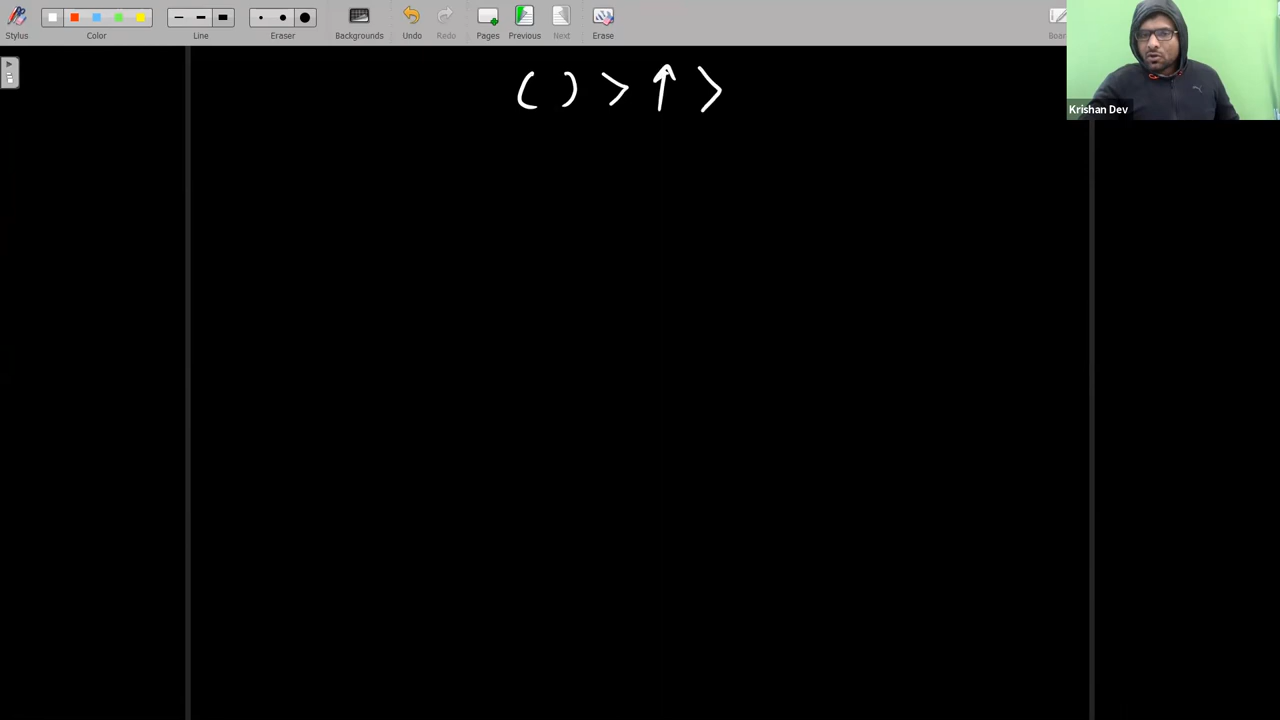 Stylus
Color
Line
Eraser
Backgrounds
Undo
Redo
Pages
Previous
Next
Erase
( ) > ↑ >
Krishan Dev